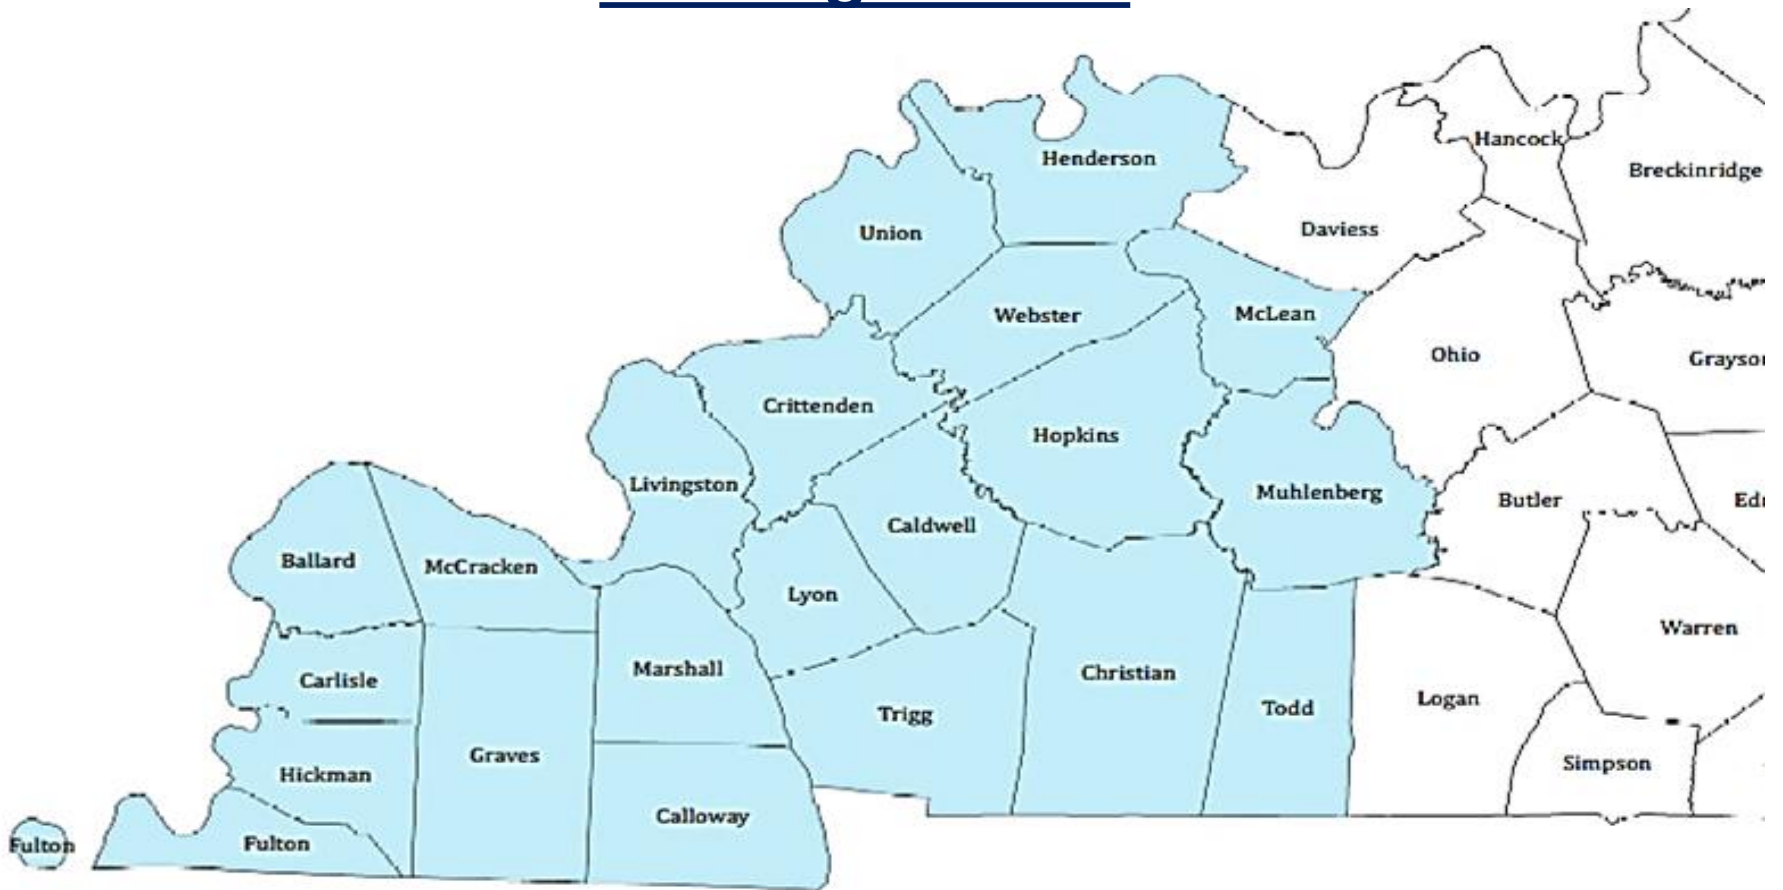 Hancock
Henderson
Breckinridge
Union
Daviess
Webster
McLean
Ohio
Crittenden
Hopkins
Livingston
Muhlenberg
Butler
Caldwell
Ballard
McCracken
Lyon
Warren
Marshall
Christian
Carlisle
Logan
Todd
Trigg
Graves
Simpson
Hickman
Calloway
Fulton
Fulton